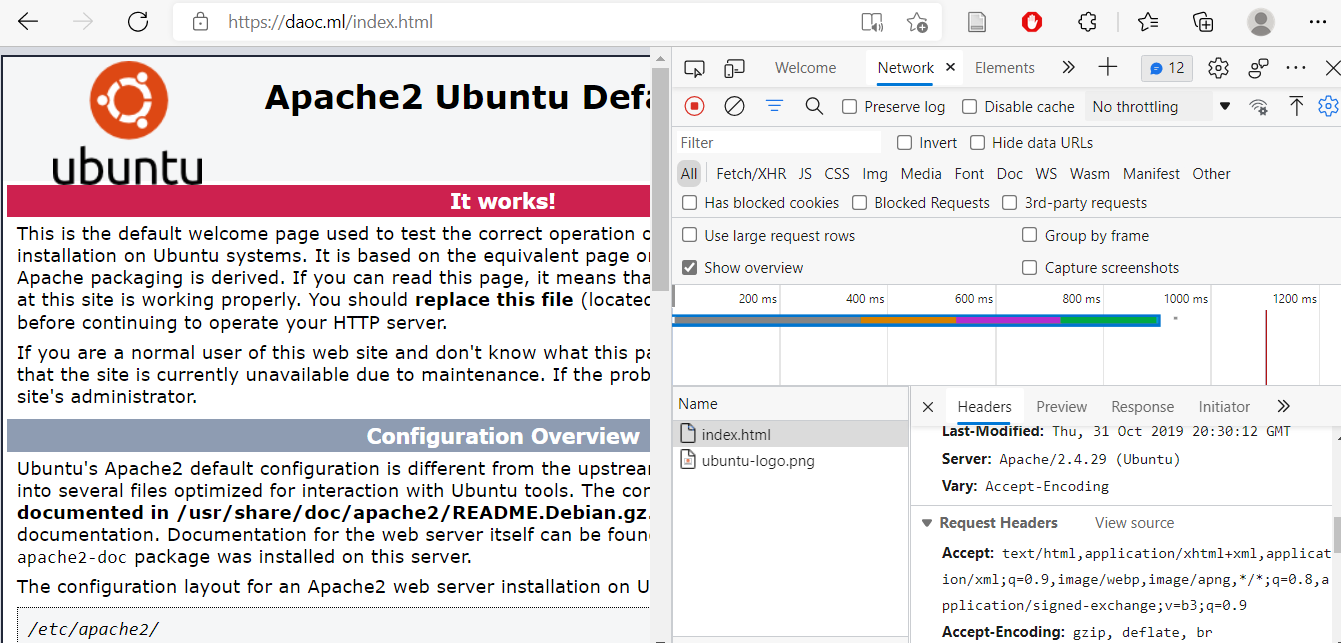 https://daoc.ml/index.html
ubuntu
Apache2 Ubuntu Defa
It works!
This is the default welcome page used to test the correct operation o
installation on Ubuntu systems. It is based on the equivalent page on
Apache packaging is derived. If you can read this page, it means tha
at this site is working properly. You should replace this file (located
before continuing to operate your HTTP server.
If you are a normal user of this web site and don't know what this pa
that the site is currently unavailable due to maintenance. If the prob
site's administrator.
Configuration Overview
Ubuntu's Apache2 default configuration is different from the upstream
into several files optimized for interaction with Ubuntu tools. The con
documented in /usr/share/doc/apache2/README.Debian.gz.
documentation. Documentation for the web server itself can be foun
apache2-doc package was installed on this server.
The configuration layout for an Apache2 web server installation on U
/etc/apache2/
Welcome Network Elements 12
Preserve log Disable cache No throttling
Filter Invert Hide data URLs
All Fetch/XHR JS CSS Img Media Font Doc WS Wasm Manifest Other
Has blocked cookies Blocked Requests 3rd-party requests
Use large request rows Group by frame
Show overview Capture screenshots
200 ms 400 ms 600 ms 800 ms 1000 ms 1200 ms
Name
index.html
ubuntu-logo.png
Headers Preview Response Initiator
Last-Modified: Thu, 31 Oct 2019 20:30:12 GMT
Server: Apache/2.4.29 (Ubuntu)
Vary: Accept-Encoding
Request Headers View source
Accept: text/html,application/xhtml+xml,applicat
ion/xml;q=0.9,image/webp,image/apng,*/*;q=0.8,a
pplication/signed-exchange;v=b3;q=0.9
Accept-Encoding: gzip, deflate, br